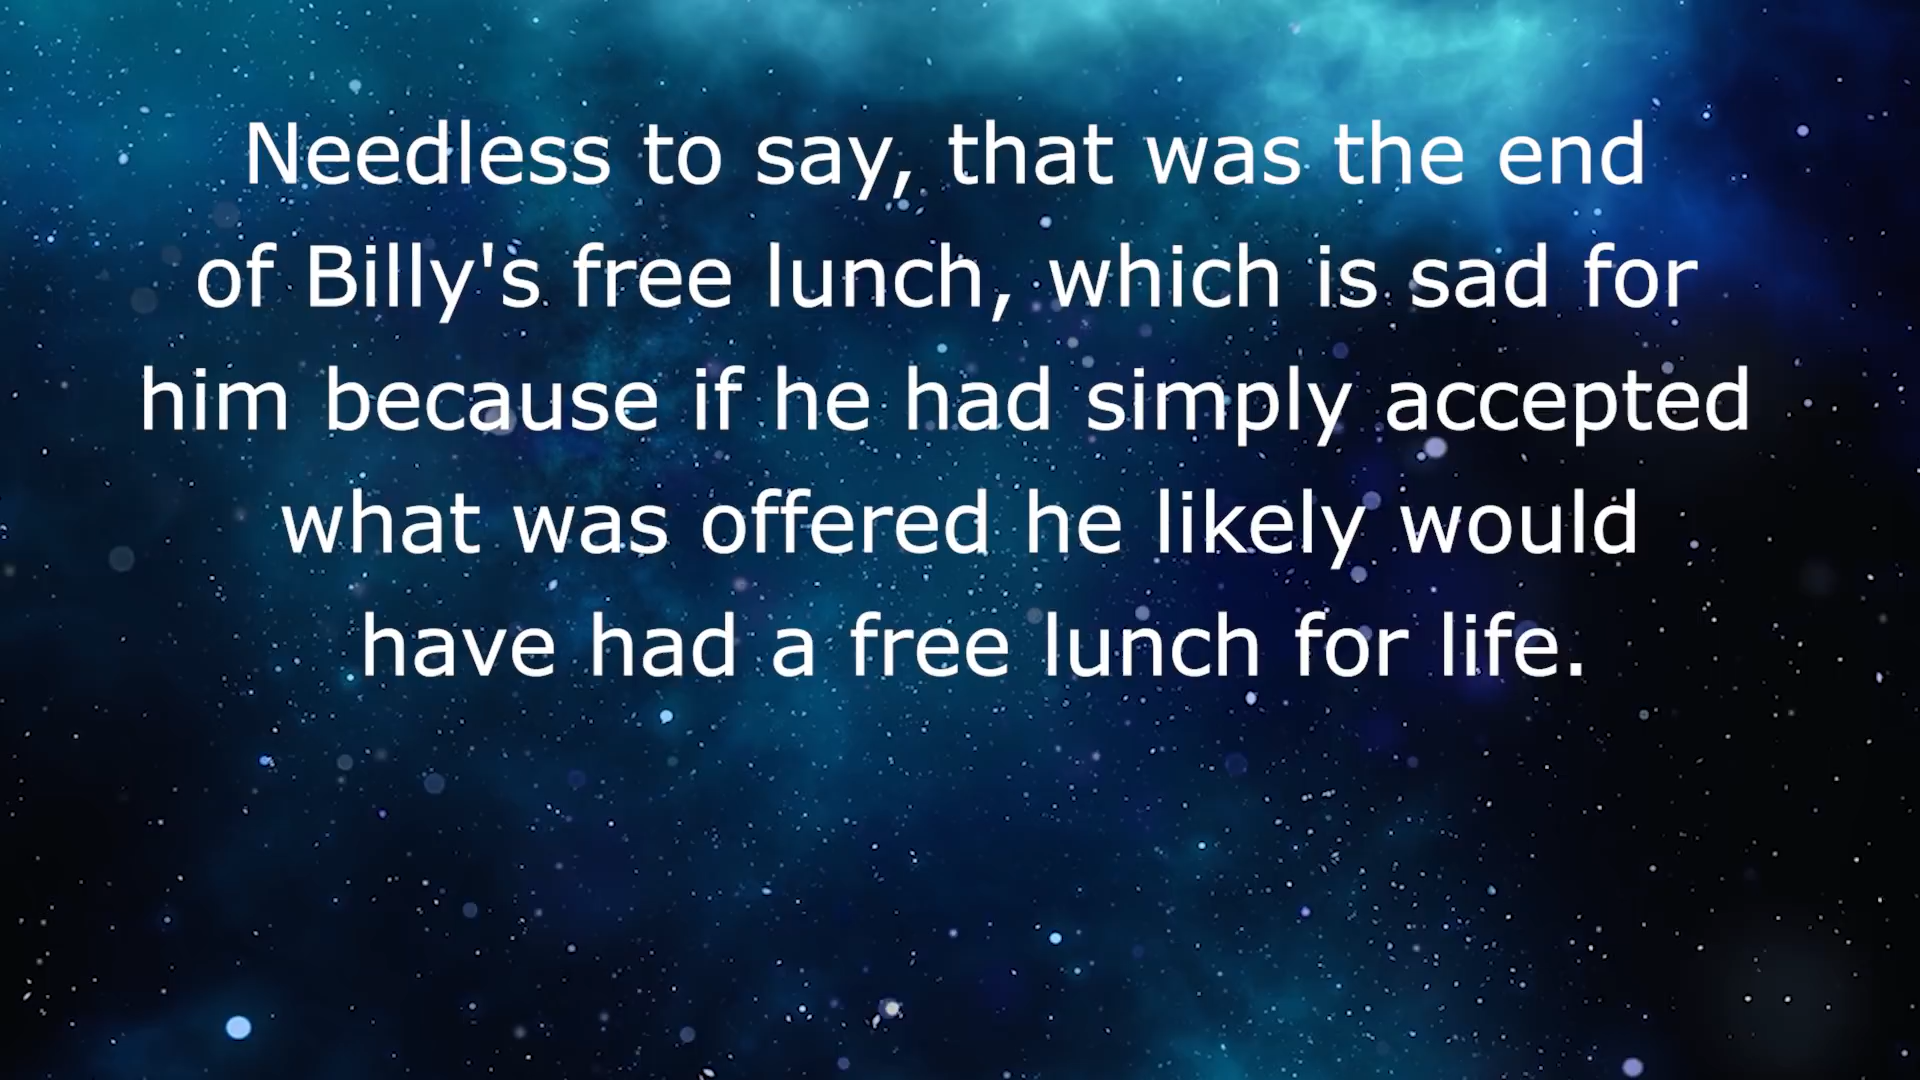 Needless to say, that was the end
of Billy's free lunch, which is sad for
him because if he had simply accepted
what was offered he likely would
have had a free lunch for life.